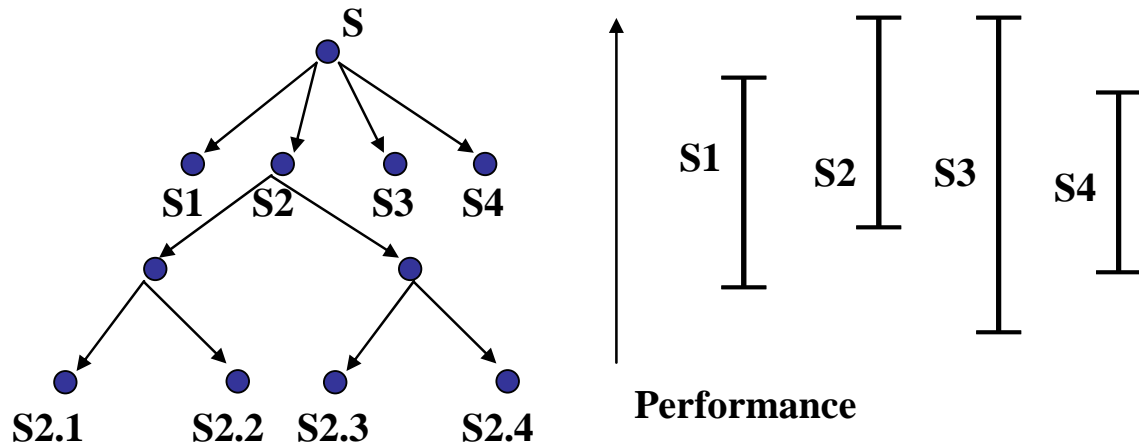 S
S1 S2 S3 S4
S2.1 S2.2 S2.3 S2.4
S1 S2 S3 S4
Performance